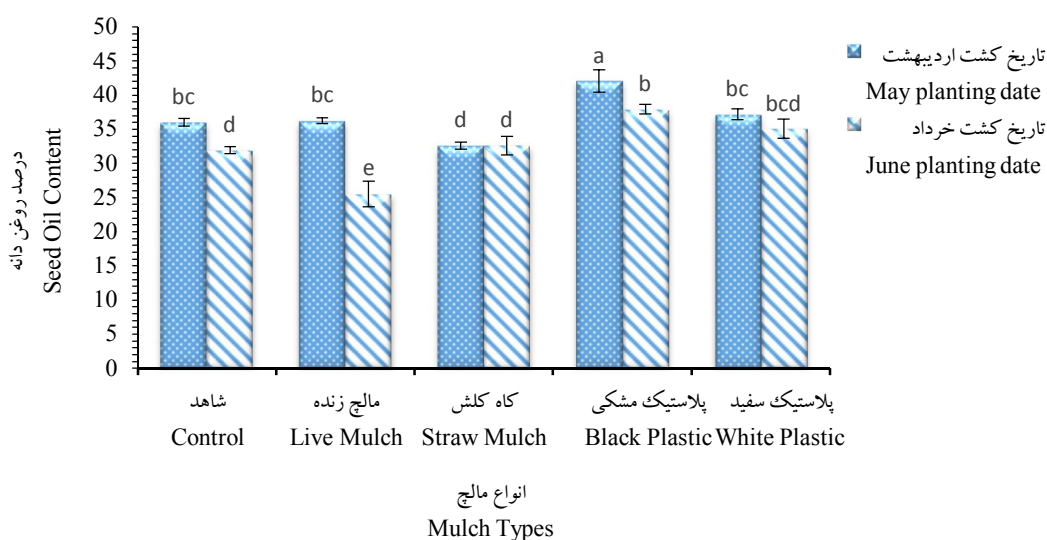 درصد روغن دانه
Seed Oil Content
50
45
40
35
30
25
20
15
10
5
0
bc
d
bc
e
d
d
a
b
bc
bcd
شاهد
Control
مالچ زنده
Live Mulch
کاه کلش
Straw Mulch
پلاستیک مشکی
Black Plastic
پلاستیک سفید
White Plastic
انواع مالچ
Mulch Types
تاریخ کشت اردیبهشت
May planting date
تاریخ کشت خرداد
June planting date